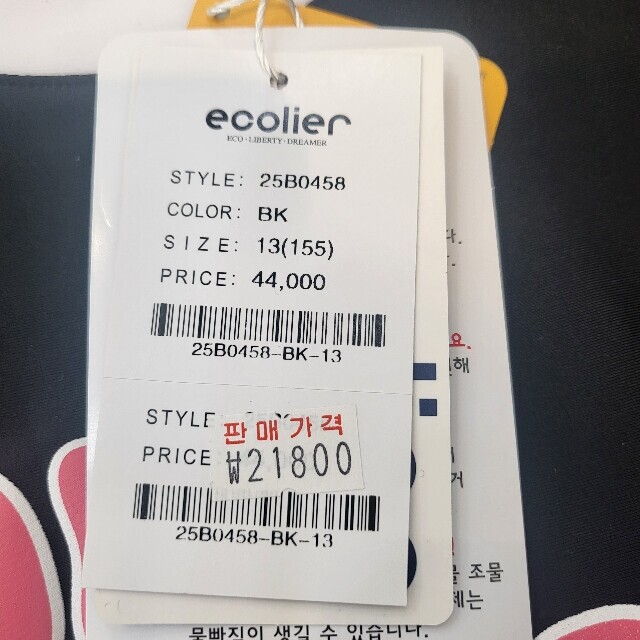 ecolier
ECO · LIBERTY · DREAMER
STYLE: 25B0458
COLOR: BK
SIZE: 13(155)
PRICE: 44,000
25B0458-BK-13
STYLE:
판매가격
PRICE ₩21800
25B0458-BK-13
다.
요.
해
거
물 조물
제는
물빠짐이 생길 수 있습니다.